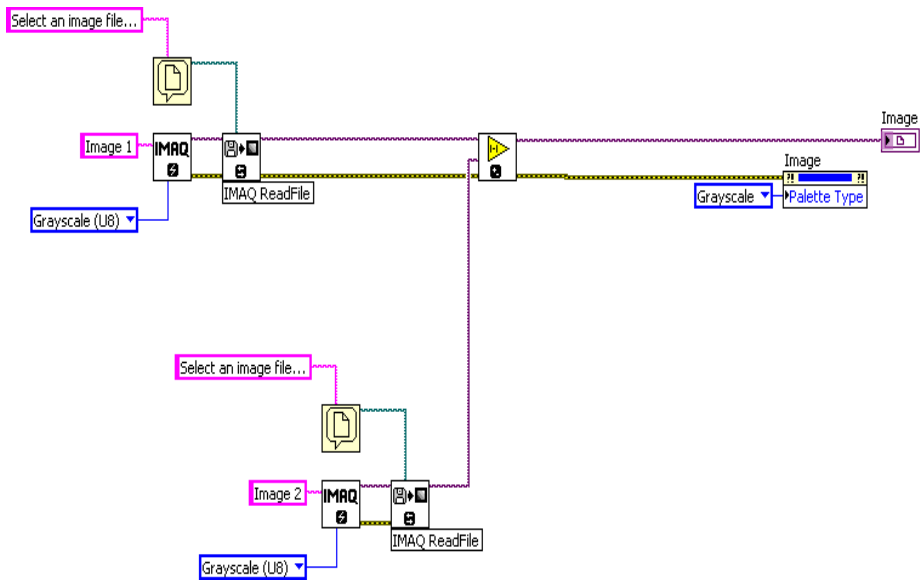 Select an image file...
Image 1
IMAQ
IMAQ ReadFile
Grayscale (U8)
Image
Image
Grayscale
Palette Type
Select an image file...
Image 2
IMAQ
IMAQ ReadFile
Grayscale (U8)